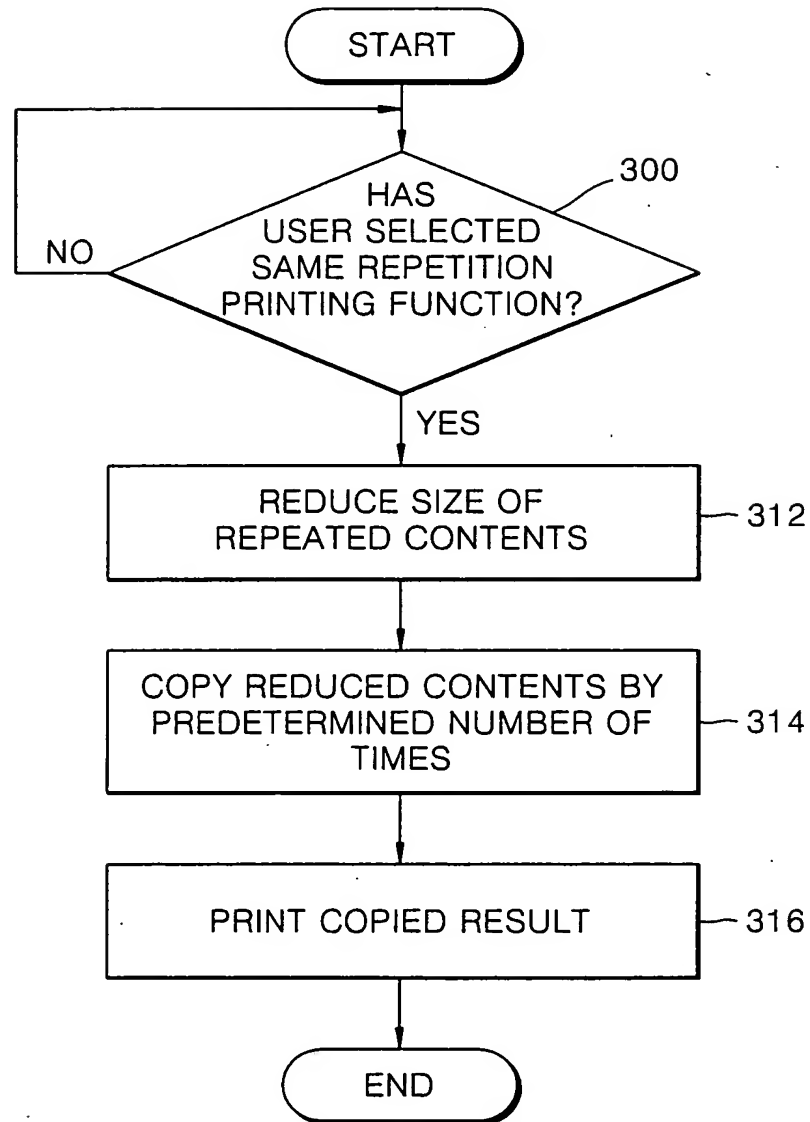 START
300
HAS
USER SELECTED
SAME REPETITION
PRINTING FUNCTION?
NO
YES
REDUCE SIZE OF
REPEATED CONTENTS
312
COPY REDUCED CONTENTS BY
PREDETERMINED NUMBER OF
TIMES
314
PRINT COPIED RESULT
316
END